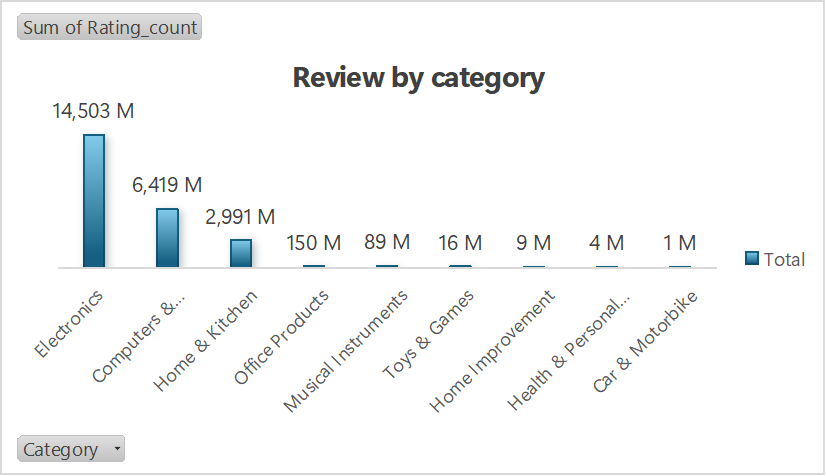 Sum of Rating_count
Review by category
14,503 M
6,419 M
2,991 M
150 M
89 M
16 M
9 M
4 M
1 M
Total
Electronics
Computers &...
Home & Kitchen
Office Products
Musical Instruments
Toys & Games
Home Improvement
Health & Personal...
Car & Motorbike
Category